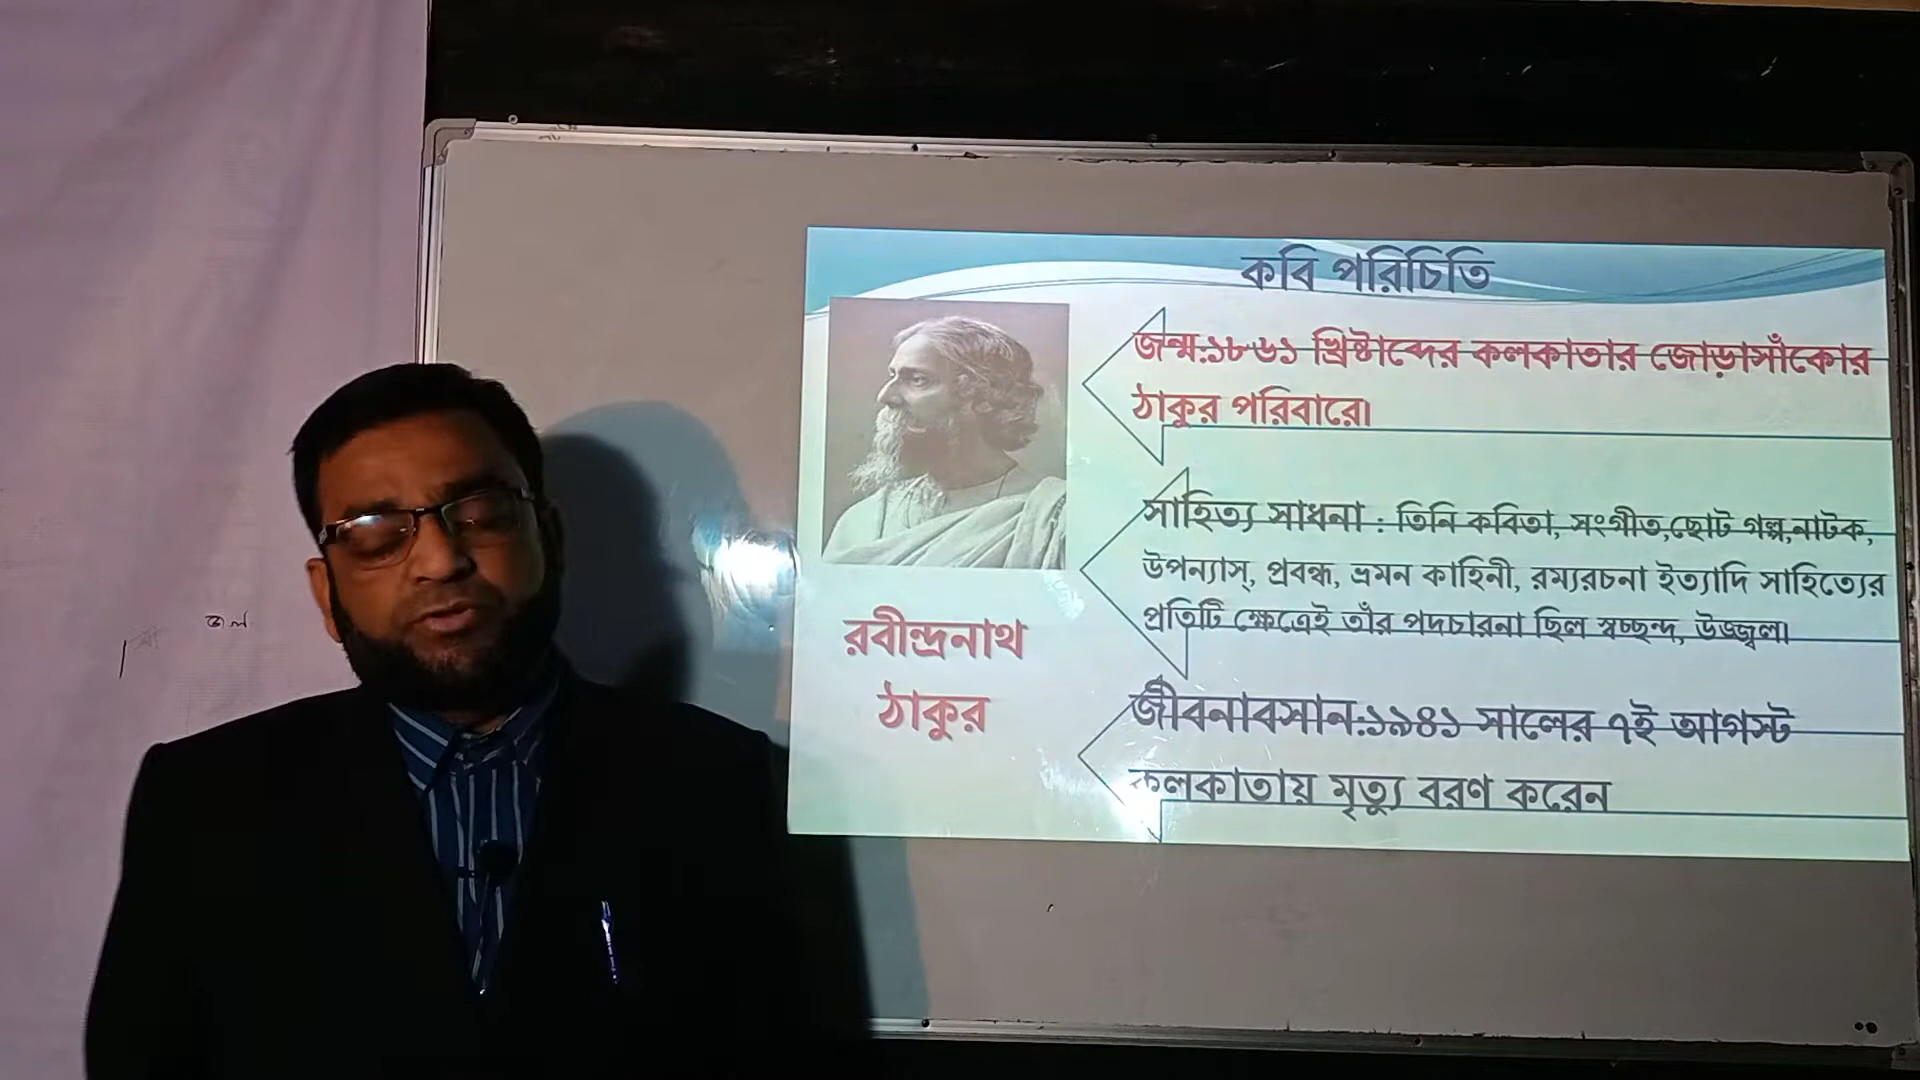 কবি পরিচিতি
জন্ম:১৮৬১ খ্রিষ্টাব্দের কলকাতার জোড়াসাঁকোর
ঠাকুর পরিবারে।
সাহিত্য সাধনা : তিনি কবিতা, সংগীত,ছোট গল্প,নাটক,
উপন্যাস, প্রবন্ধ, ভ্রমন কাহিনী, রম্যরচনা ইত্যাদি সাহিত্যের
প্রতিটি ক্ষেত্রেই তাঁর পদচারনা ছিল স্বচ্ছন্দ, উজ্জ্বল।
জীবনাবসান:১৯৪১ সালের ৭ই আগস্ট
কলকাতায় মৃত্যু বরণ করেন
রবীন্দ্রনাথ
ঠাকুর